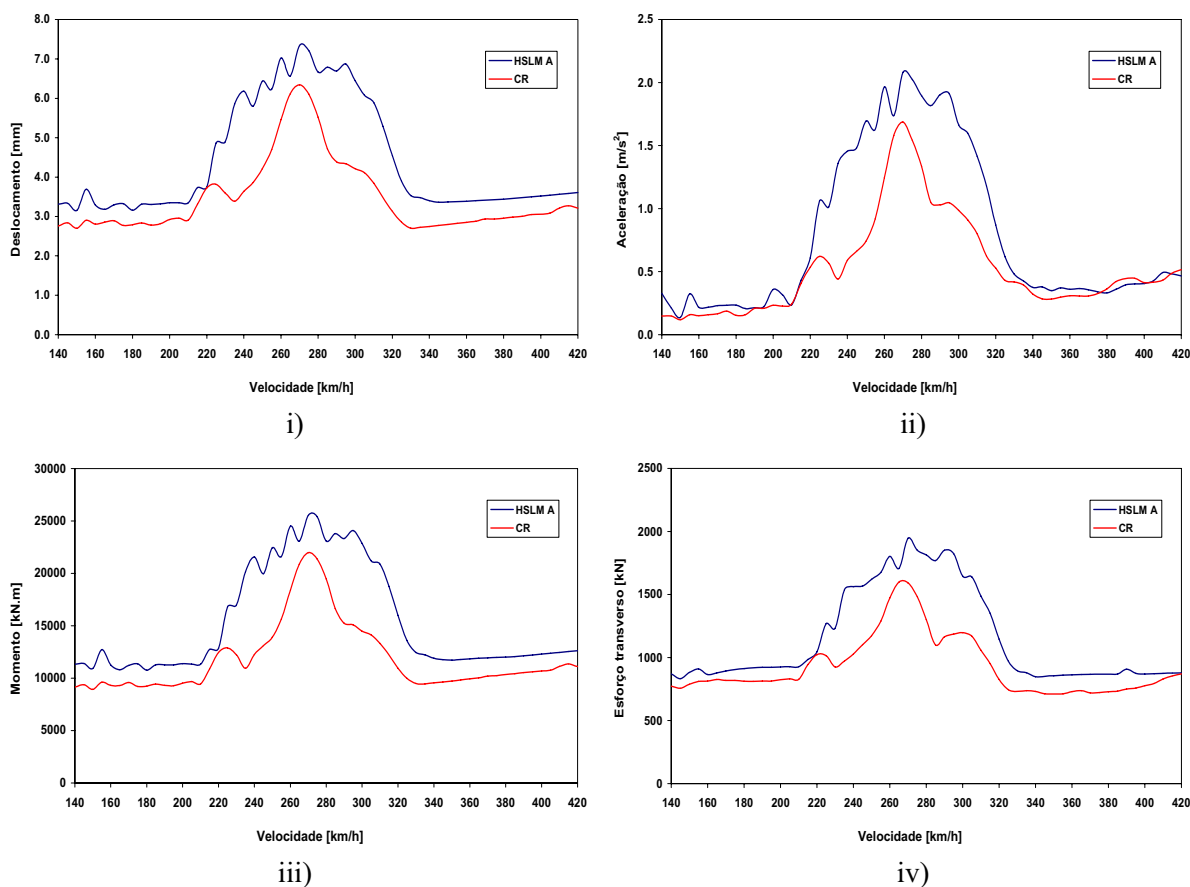 8.0
7.0
6.0
5.0
4.0
3.0
2.0
1.0
0.0
Deslocamento [mm]
HSLM A
CR
140 160 180 200 220 240 260 280 300 320 340 360 380 400 420
Velocidade [km/h]
i)
2.5
2.0
1.5
1.0
0.5
0.0
Aceleração [m/s²]
HSLM A
CR
140 160 180 200 220 240 260 280 300 320 340 360 380 400 420
Velocidade [km/h]
ii)
30000
25000
20000
15000
10000
5000
0
Momento [kN.m]
HSLM A
CR
140 160 180 200 220 240 260 280 300 320 340 360 380 400 420
Velocidade [km/h]
iii)
2500
2000
1500
1000
500
0
Esforço transverso [kN]
HSLM A
CR
140 160 180 200 220 240 260 280 300 320 340 360 380 400 420
Velocidade [km/h]
iv)